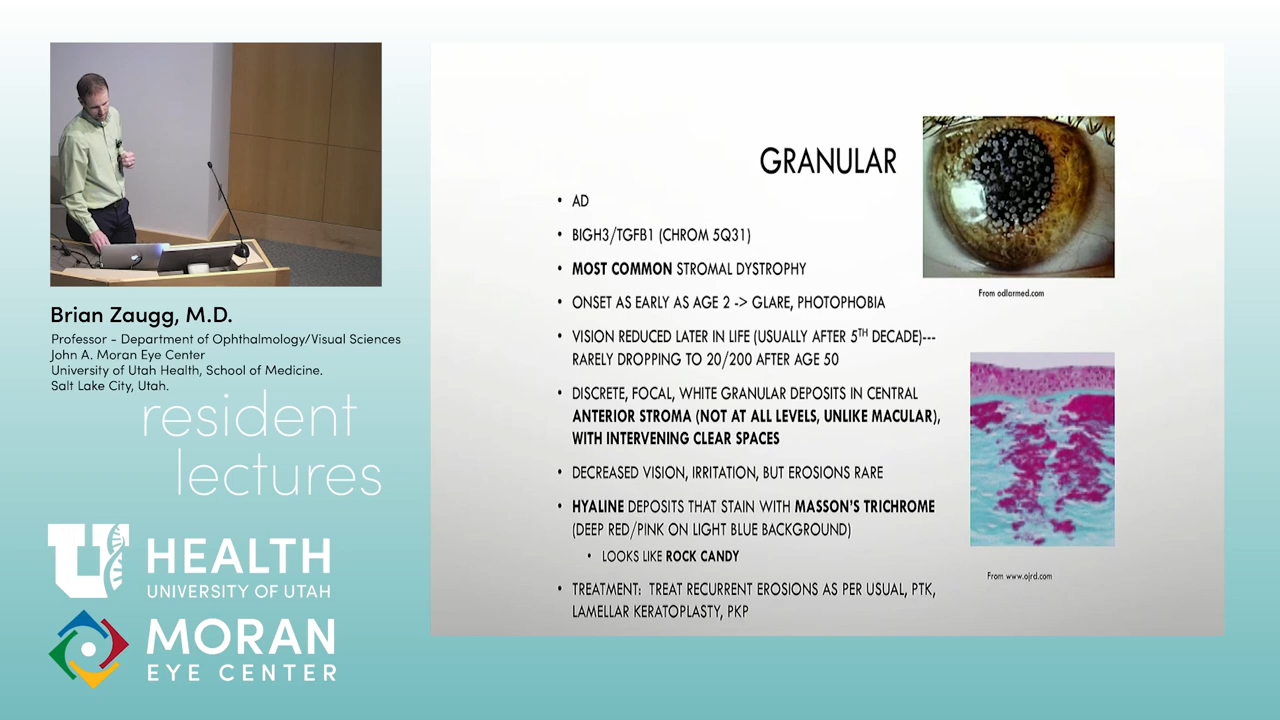 Brian Zaugg, M.D.
Professor - Department of Ophthalmology/Visual Sciences
John A. Moran Eye Center
University of Utah Health, School of Medicine.
Salt Lake City, Utah.
resident
lectures
U HEALTH
UNIVERSITY OF UTAH
MORAN
EYE CENTER
GRANULAR
• AD
• BIGH3/TGFB1 (CHROM 5Q31)
• MOST COMMON STROMAL DYSTROPHY
• ONSET AS EARLY AS AGE 2 -> GLARE, PHOTOPHOBIA
• VISION REDUCED LATER IN LIFE (USUALLY AFTER 5TH DECADE)---
RARELY DROPPING TO 20/200 AFTER AGE 50
• DISCRETE, FOCAL, WHITE GRANULAR DEPOSITS IN CENTRAL
ANTERIOR STROMA (NOT AT ALL LEVELS, UNLIKE MACULAR),
WITH INTERVENING CLEAR SPACES
• DECREASED VISION, IRRITATION, BUT EROSIONS RARE
• HYALINE DEPOSITS THAT STAIN WITH MASSON'S TRICHROME
(DEEP RED/PINK ON LIGHT BLUE BACKGROUND)
• LOOKS LIKE ROCK CANDY
• TREATMENT: TREAT RECURRENT EROSIONS AS PER USUAL, PTK,
LAMELLAR KERATOPLASTY, PKP
From odlarmed.com
From www.ojrd.com